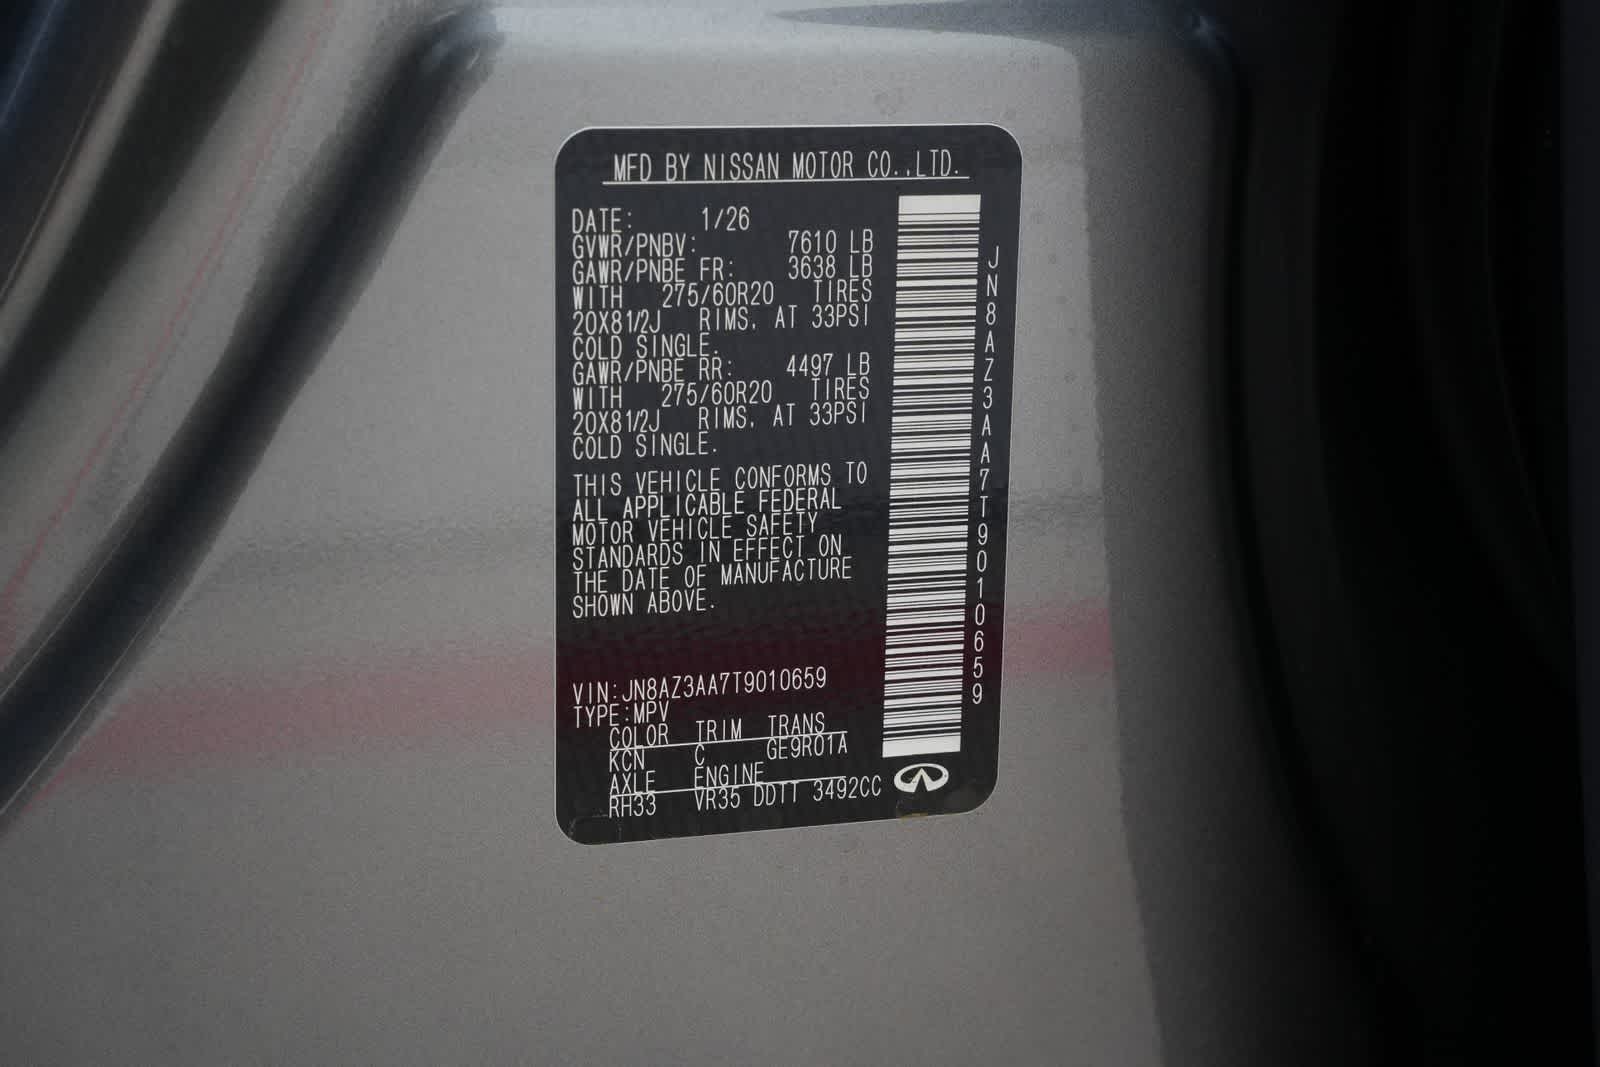 MFD BY NISSAN MOTOR CO.,LTD.
DATE: 1/26
GVWR/PNBV: 7610 LB
GAWR/PNBE FR: 3638 LB
WITH 275/60R20 TIRES
20X81/2J RIMS, AT 33PSI
COLD SINGLE.
GAWR/PNBE RR: 4497 LB
WITH 275/60R20 TIRES
20X81/2J RIMS, AT 33PSI
COLD SINGLE.
THIS VEHICLE CONFORMS TO
ALL APPLICABLE FEDERAL
MOTOR VEHICLE SAFETY
STANDARDS IN EFFECT ON
THE DATE OF MANUFACTURE
SHOWN ABOVE.
VIN:JN8AZ3AA7T9010659
TYPE:MPV
COLOR TRIM TRANS
KCN C GE9R01A
AXLE ENGINE
RH33 VR35 DDTT 3492CC
JN8AZ3AA7T9010659